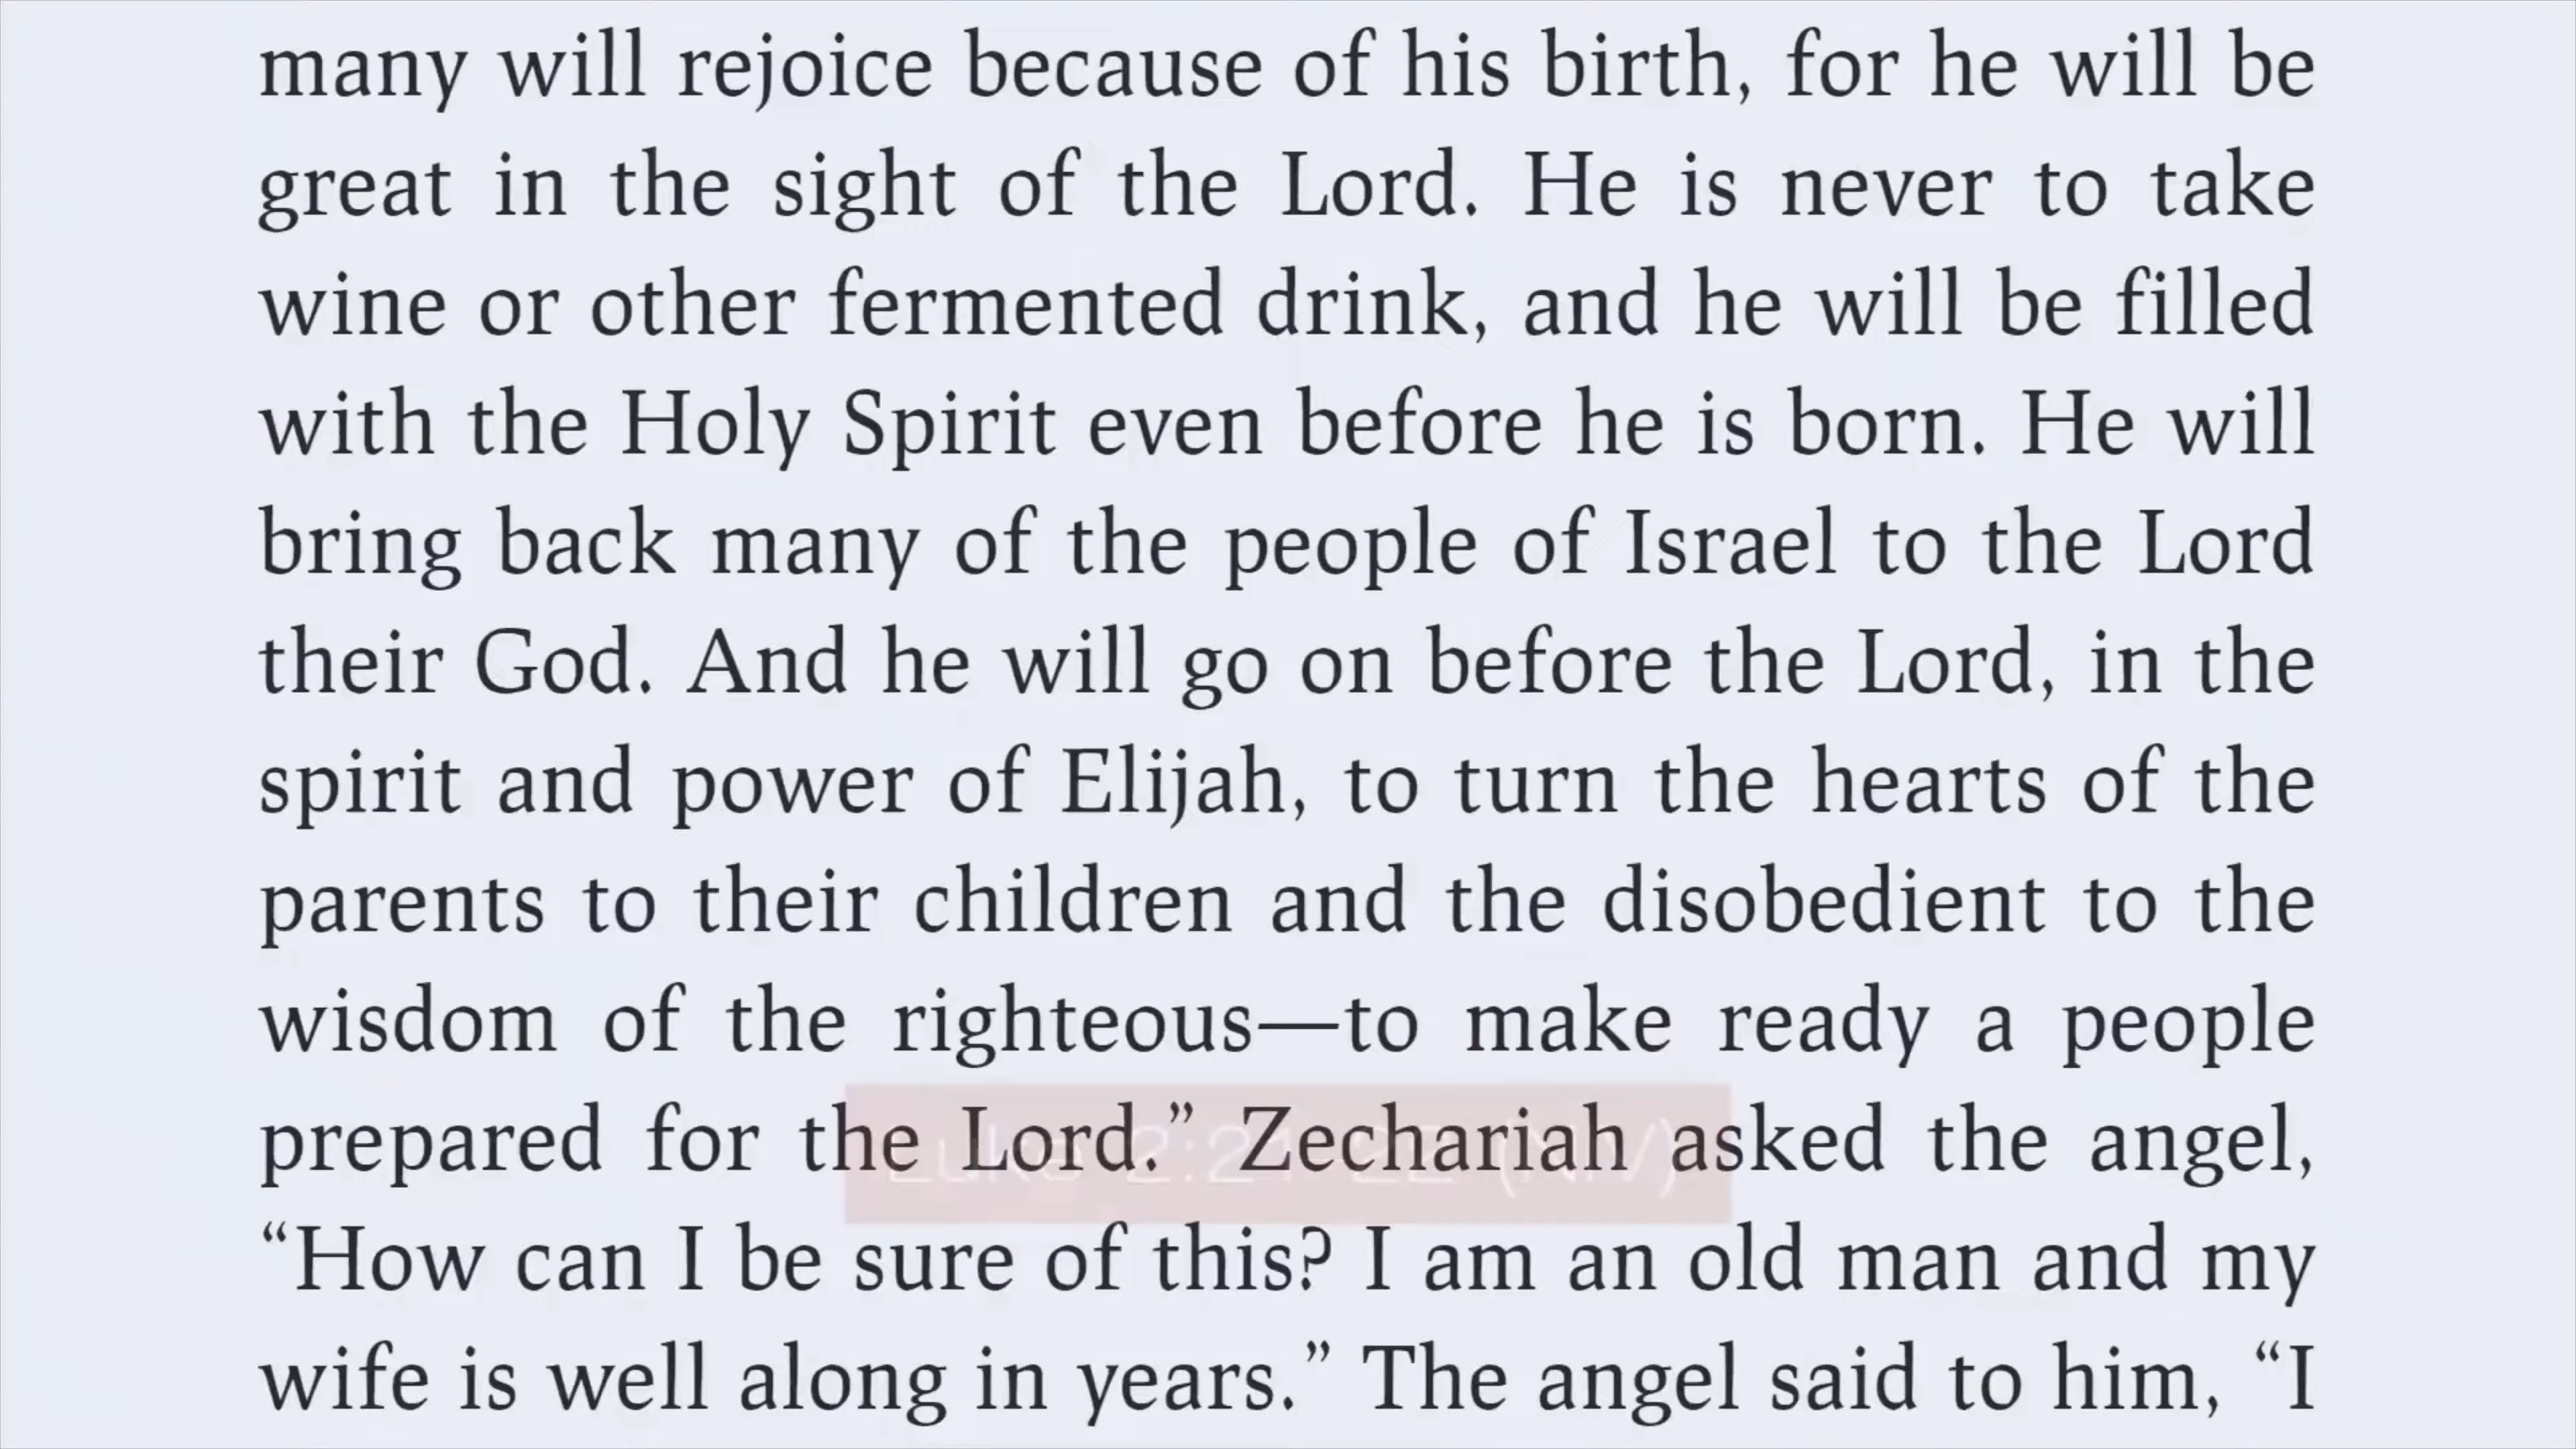 many will rejoice because of his birth, for he will be
great in the sight of the Lord. He is never to take
wine or other fermented drink, and he will be filled
with the Holy Spirit even before he is born. He will
bring back many of the people of Israel to the Lord
their God. And he will go on before the Lord, in the
spirit and power of Elijah, to turn the hearts of the
parents to their children and the disobedient to the
wisdom of the righteous—to make ready a people
prepared for the Lord.” Zechariah asked the angel,
“How can I be sure of this? I am an old man and my
wife is well along in years.” The angel said to him, “I
Luke (NIV)